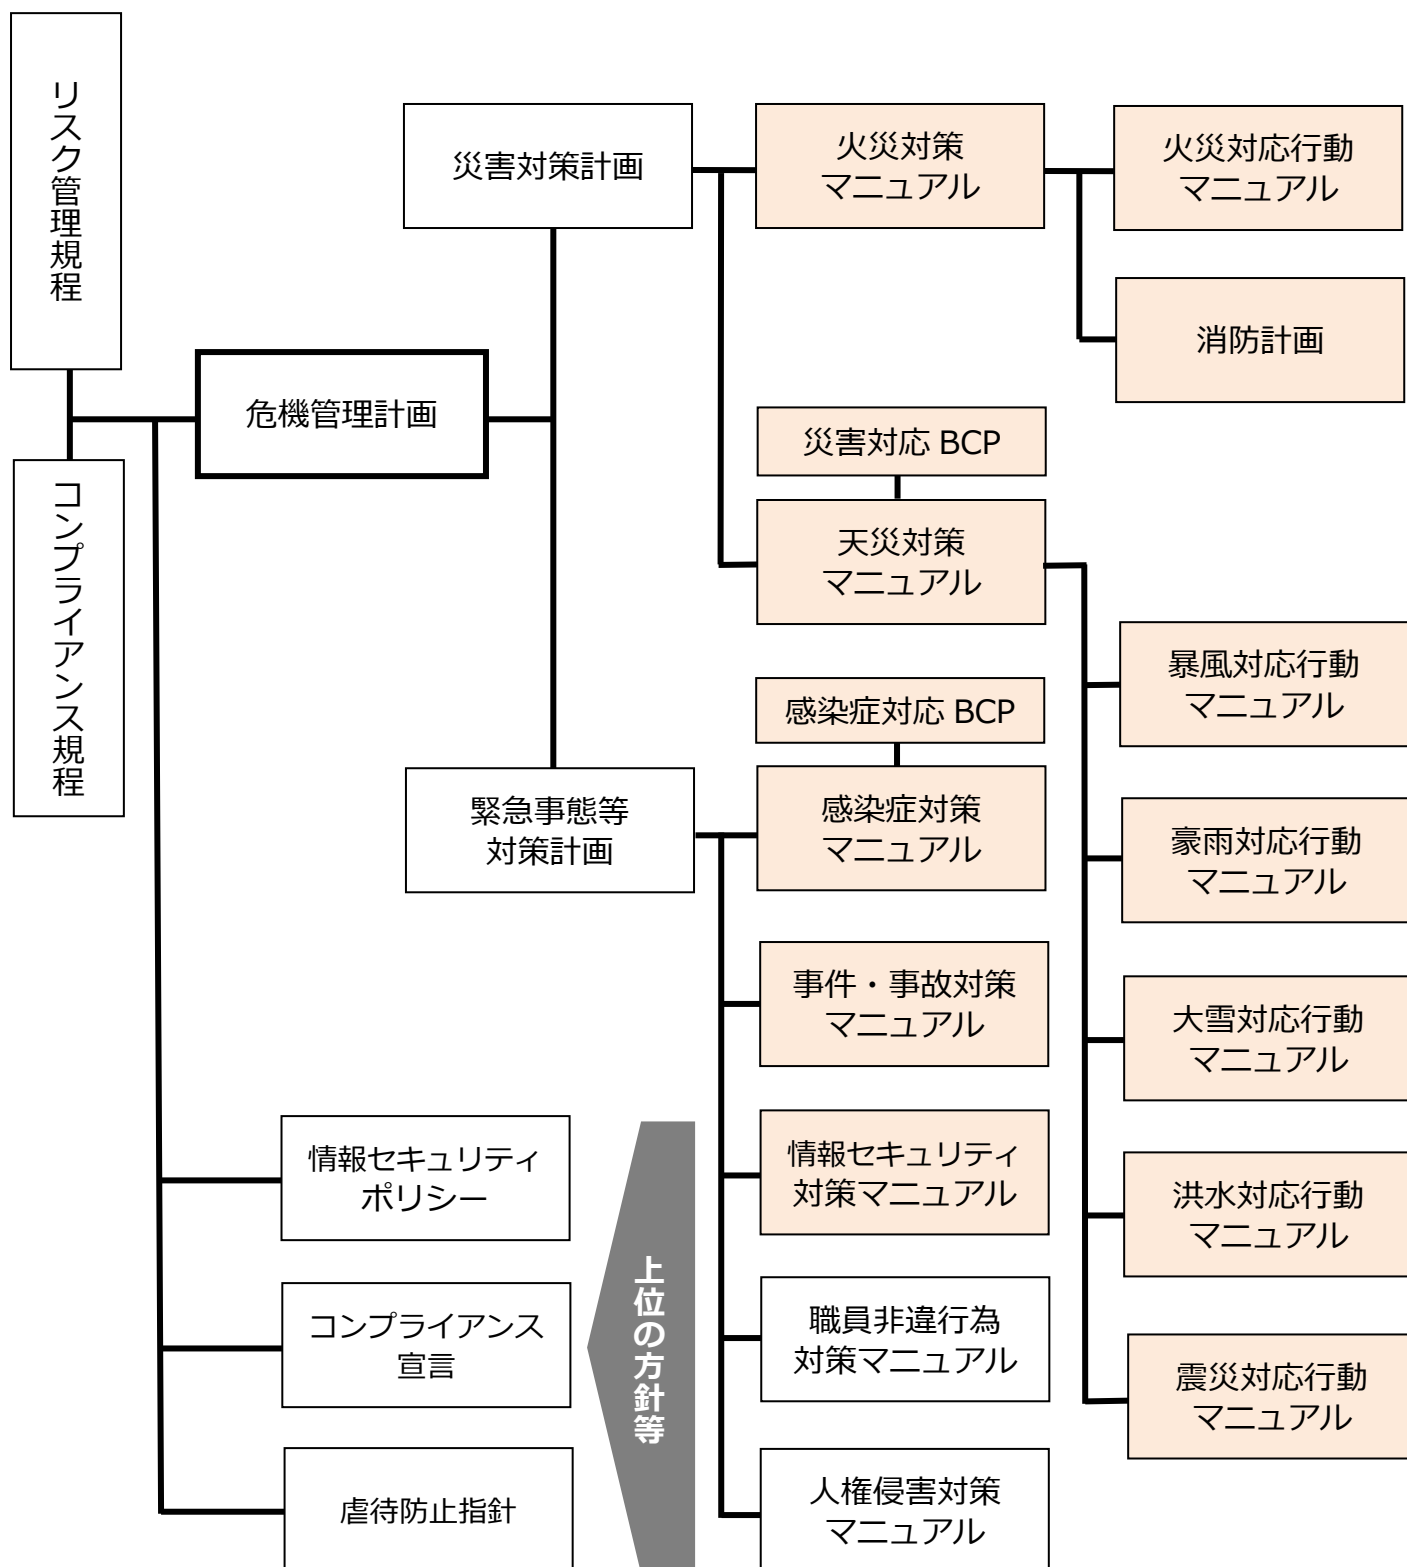 リスク管理規程
コンプライアンス規程
危機管理計画
災害対策計画
火災対策
マニュアル
火災対応行動
マニュアル
消防計画
災害対応 BCP
天災対策
マニュアル
暴風対応行動
マニュアル
豪雨対応行動
マニュアル
大雪対応行動
マニュアル
洪水対応行動
マニュアル
震災対応行動
マニュアル
緊急事態等
対策計画
感染症対応 BCP
感染症対策
マニュアル
事件・事故対策
マニュアル
情報セキュリティ
対策マニュアル
職員非違行為
対策マニュアル
人権侵害対策
マニュアル
上位の方針等
情報セキュリティ
ポリシー
コンプライアンス
宣言
虐待防止指針